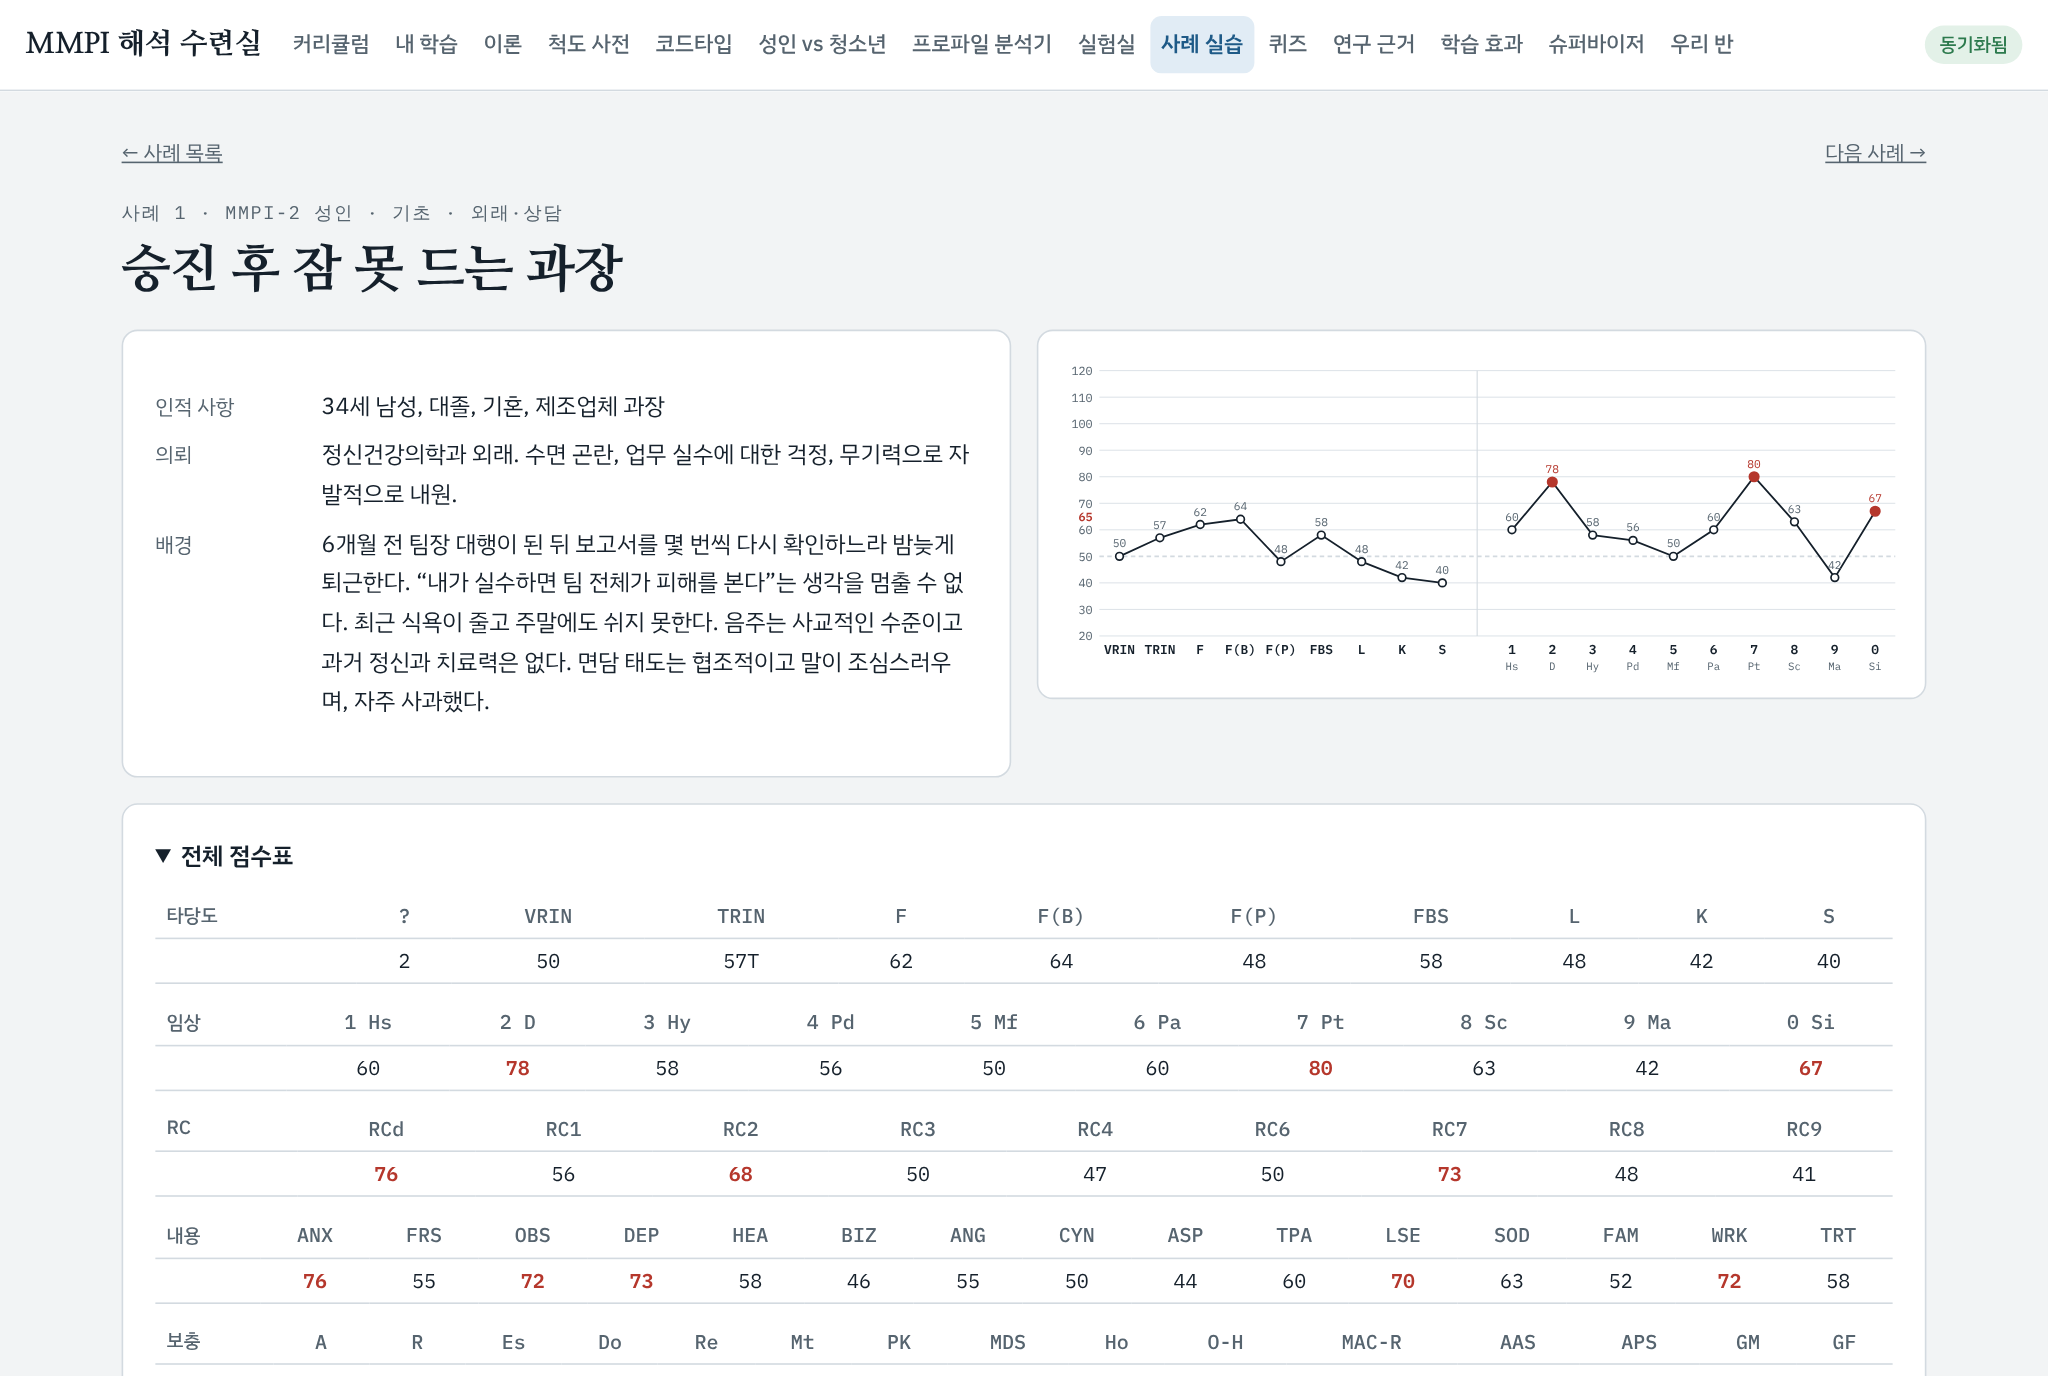 MMPI 해석 수련실 커리큘럼 내 학습 이론 척도 사전 코드타입 성인 vs 청소년 프로파일 분석기 실험실 사례 실습 퀴즈 연구 근거 학습 효과 슈퍼바이저 우리 반 동기화됨
← 사례 목록 다음 사례 →
사례 1 · MMPI-2 성인 · 기초 · 외래·상담
승진 후 잠 못 드는 과장
인적 사항 34세 남성, 대졸, 기혼, 제조업체 과장
의뢰 정신건강의학과 외래. 수면 곤란, 업무 실수에 대한 걱정, 무기력으로 자
발적으로 내원.
배경 6개월 전 팀장 대행이 된 뒤 보고서를 몇 번씩 다시 확인하느라 밤늦게
퇴근한다. “내가 실수하면 팀 전체가 피해를 본다”는 생각을 멈출 수 없
다. 최근 식욕이 줄고 주말에도 쉬지 못한다. 음주는 사교적인 수준이고
과거 정신과 치료력은 없다. 면담 태도는 협조적이고 말이 조심스러우
며, 자주 사과했다.
120
110
100
90
80
70
65
60
50
40
30
20
50 57 62 64 48 58 48 42 40 60 78 58 56 50 60 80 63 42 67
VRIN TRIN F F(B) F(P) FBS L K S 1 2 3 4 5 6 7 8 9 0
Hs D Hy Pd Mf Pa Pt Sc Ma Si
▼ 전체 점수표
타당도 ? VRIN TRIN F F(B) F(P) FBS L K S
2 50 57T 62 64 48 58 48 42 40
임상 1 Hs 2 D 3 Hy 4 Pd 5 Mf 6 Pa 7 Pt 8 Sc 9 Ma 0 Si
60 78 58 56 50 60 80 63 42 67
RC RCd RC1 RC2 RC3 RC4 RC6 RC7 RC8 RC9
76 56 68 50 47 50 73 48 41
내용 ANX FRS OBS DEP HEA BIZ ANG CYN ASP TPA LSE SOD FAM WRK TRT
76 55 72 73 58 46 55 50 44 60 70 63 52 72 58
보충 A R Es Do Re Mt PK MDS Ho O-H MAC-R AAS APS GM GF